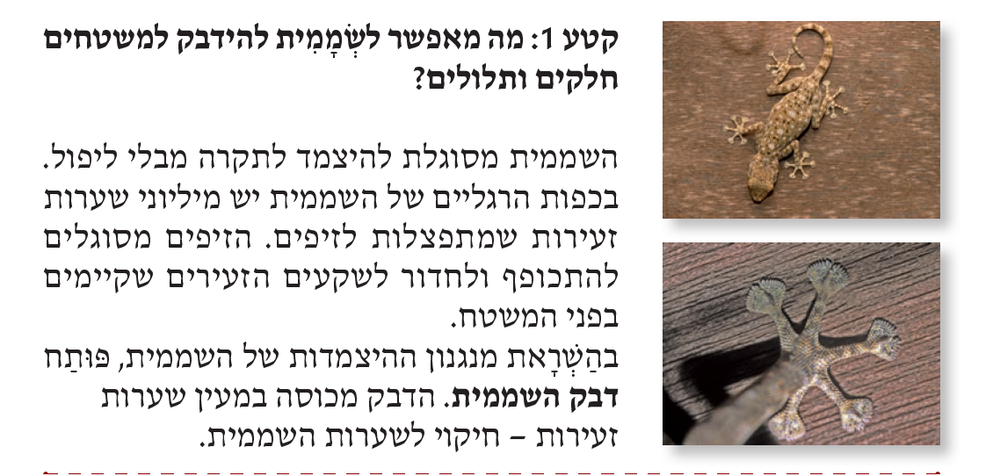 קטע 1: מה מאפשר לשְׂמָמִית להידבק למשטחים
חלקים ותלולים?
השממית מסוגלת להיצמד לתקרה מבלי ליפול.
בכפות הרגליים של השממית יש מיליוני שערות
זעירות שמתפצלות לזיפים. הזיפים מסוגלים
להתכופף ולחדור לשקעים הזעירים שקיימים
בפני המשטח.
בהַשְׁרָאת מנגנון ההיצמדות של השממית, פּוּתַח
דבק השממית. הדבק מכוסה במעין שערות
זעירות – חיקוי לשערות השממית.